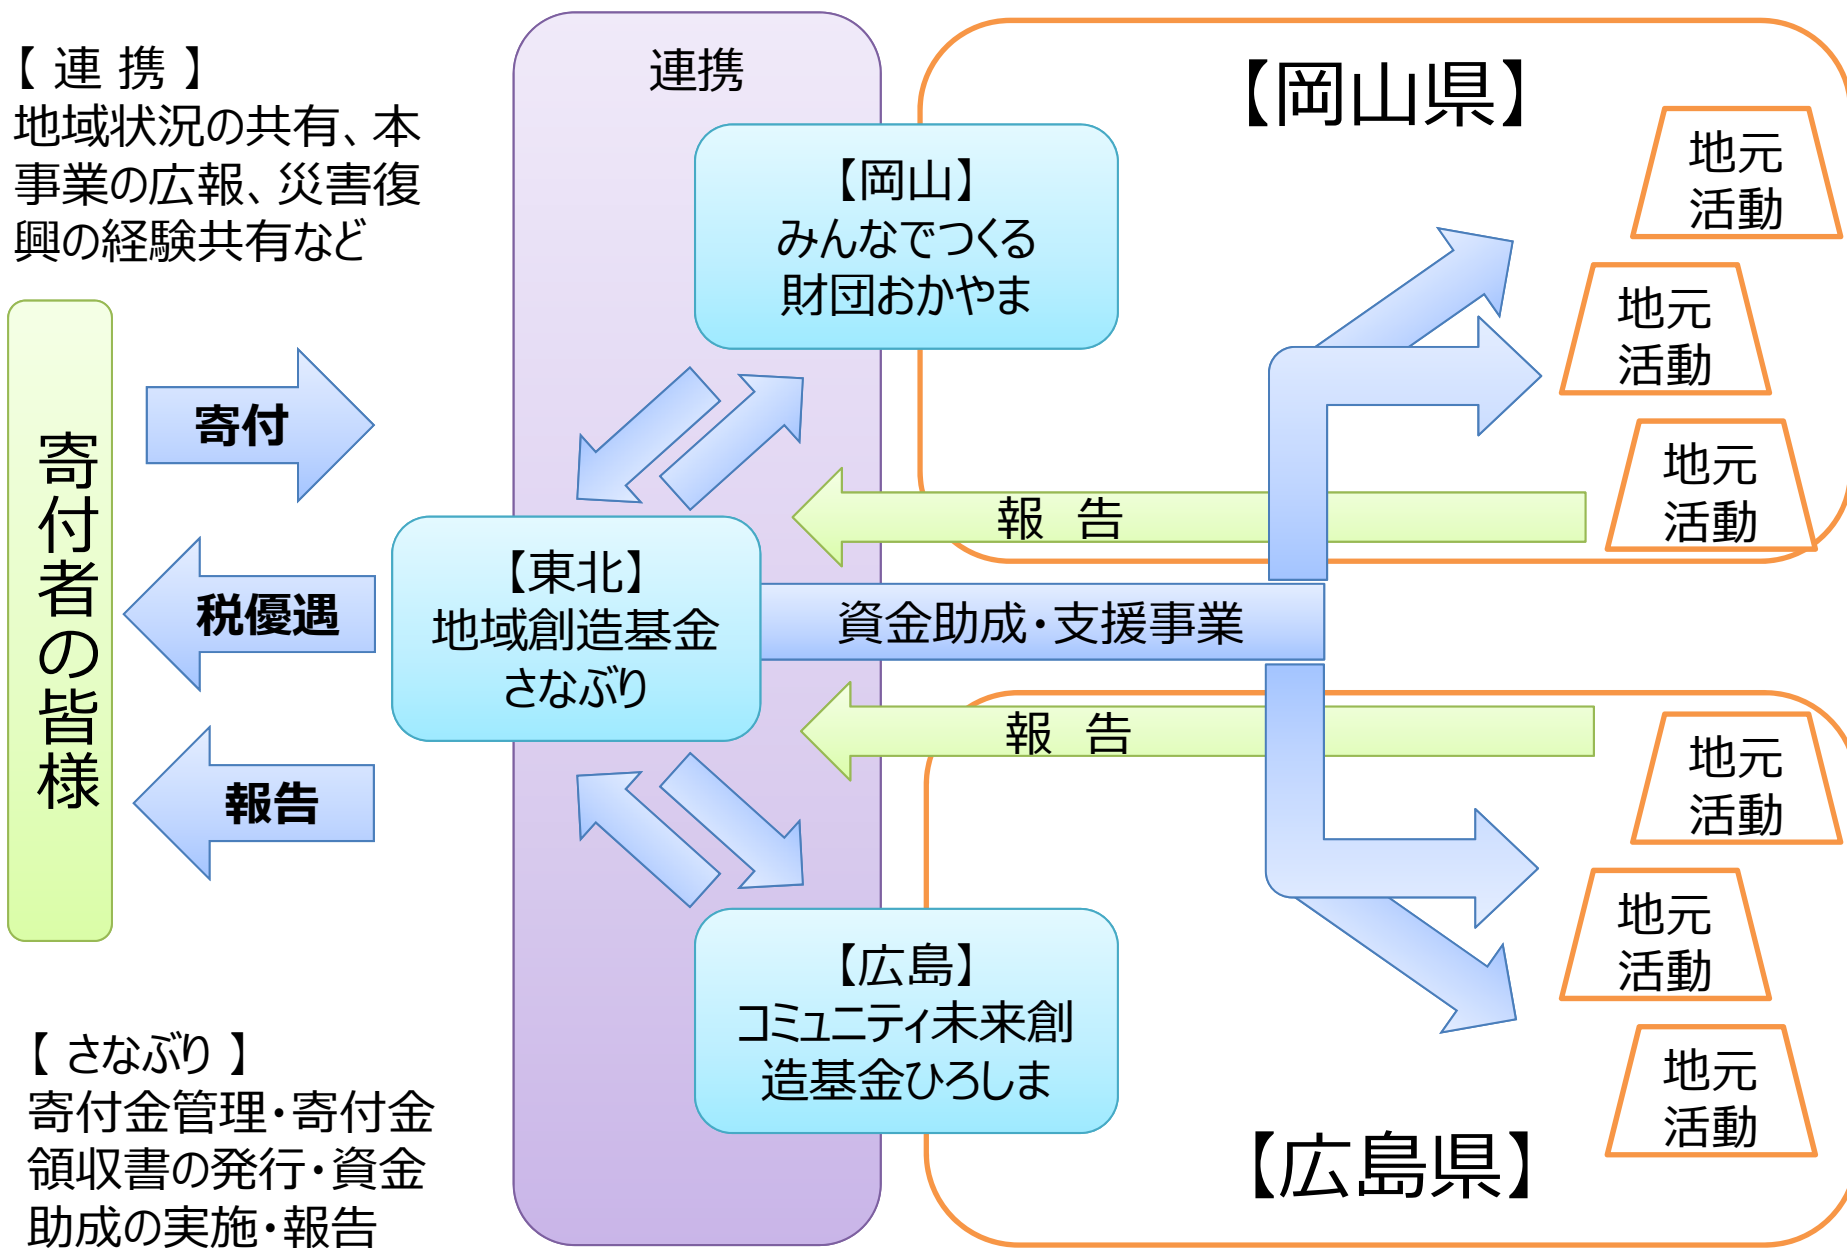 【 連 携 】
地域状況の共有、本
事業の広報、災害復
興の経験共有など
寄付者の皆様
寄付
税優遇
報告
【 さなぶり 】
寄付金管理・寄付金
領収書の発行・資金
助成の実施・報告
連携
【岡山】
みんなでつくる
財団おかやま
【東北】
地域創造基金
さなぶり
【広島】
コミュニティ未来創
造基金ひろしま
報 告
資金助成・支援事業
報 告
【岡山県】
地元
活動
地元
活動
地元
活動
地元
活動
地元
活動
地元
活動
【広島県】